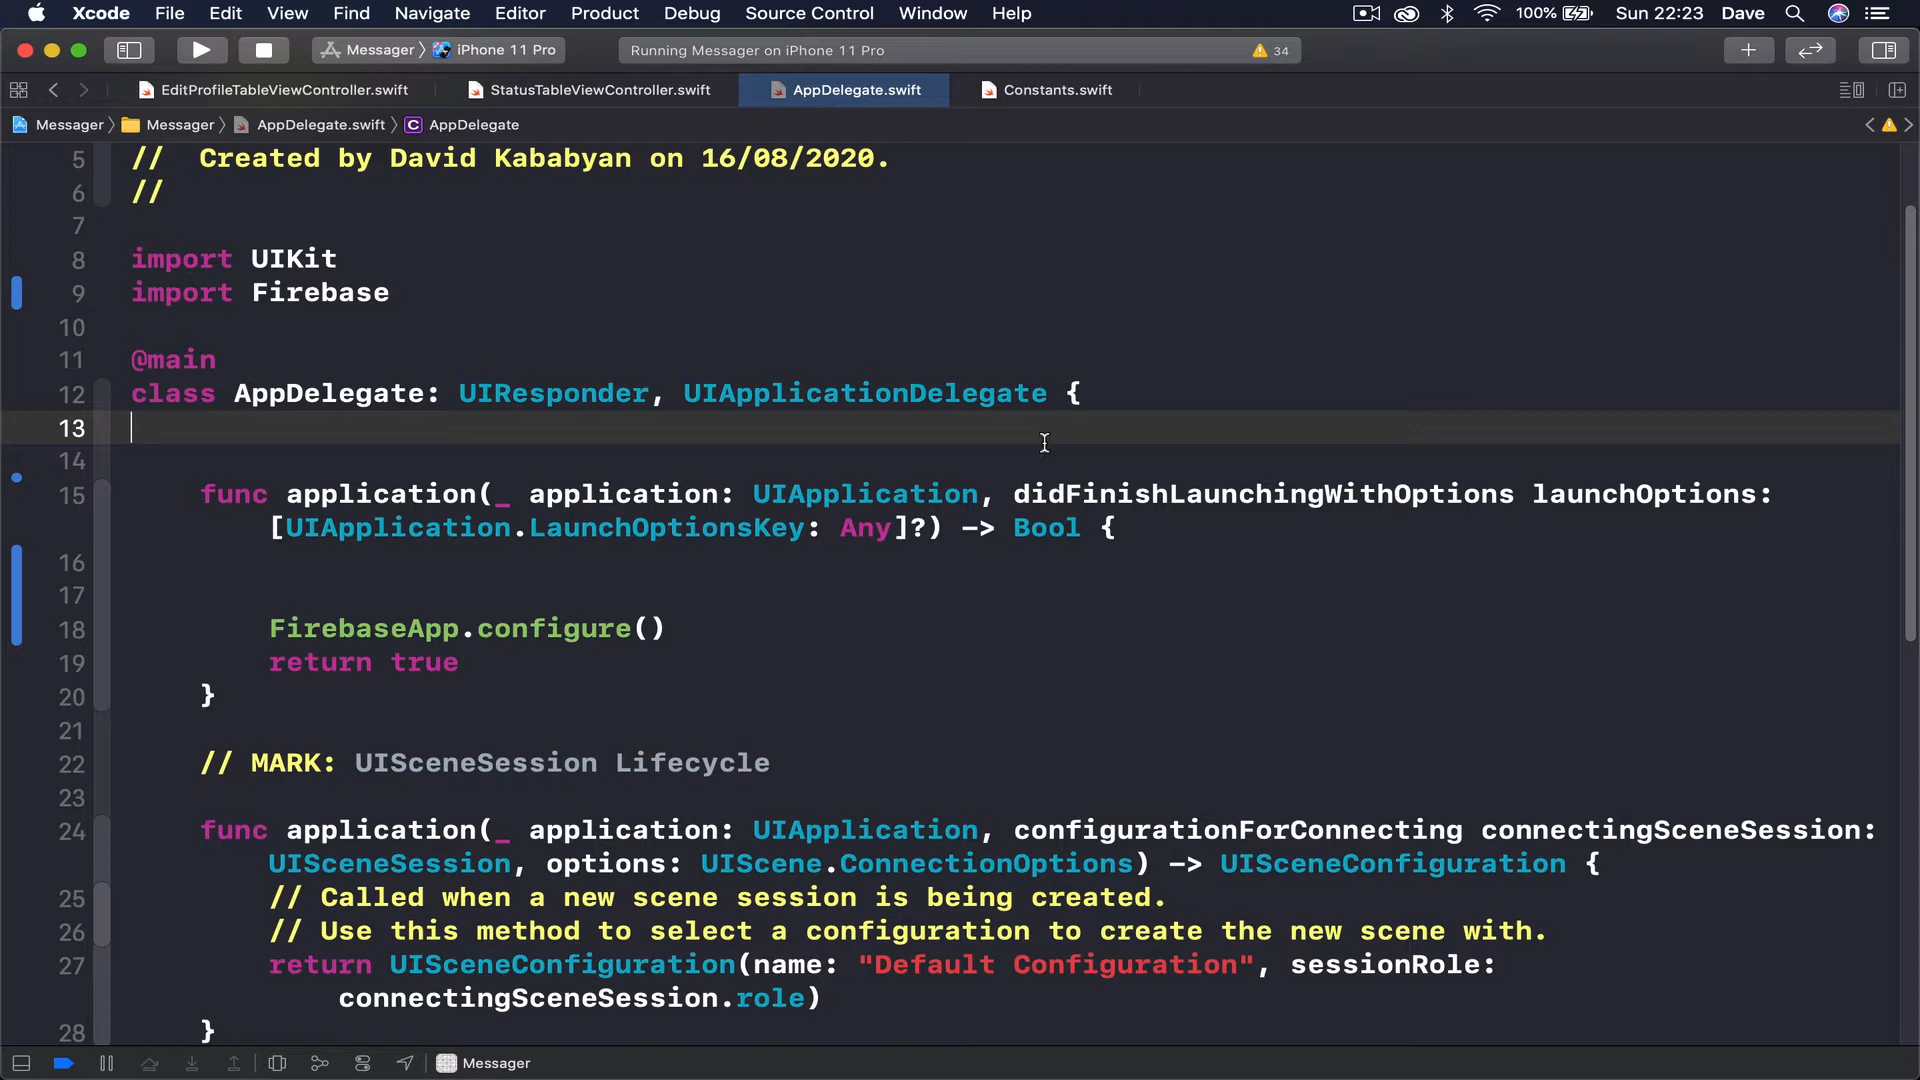 Xcode File Edit View Find Navigate Editor Product Debug Source Control Window Help 100% Sun 22:23 Dave
Messager iPhone 11 Pro Running Messager on iPhone 11 Pro 34
EditProfileTableViewController.swift StatusTableViewController.swift AppDelegate.swift Constants.swift
Messager Messager AppDelegate.swift C AppDelegate
5 // Created by David Kababyan on 16/08/2020.
6 //
7
8 import UIKit
9 import Firebase
10
11 @main
12 class AppDelegate: UIResponder, UIApplicationDelegate {
13
14
15 func application(_ application: UIApplication, didFinishLaunchingWithOptions launchOptions:
[UIApplication.LaunchOptionsKey: Any]?) -> Bool {
16
17
18 FirebaseApp.configure()
19 return true
20 }
21
22 // MARK: UISceneSession Lifecycle
23
24 func application(_ application: UIApplication, configurationForConnecting connectingSceneSession:
UISceneSession, options: UIScene.ConnectionOptions) -> UISceneConfiguration {
25 // Called when a new scene session is being created.
26 // Use this method to select a configuration to create the new scene with.
27 return UISceneConfiguration(name: "Default Configuration", sessionRole:
connectingSceneSession.role)
28 }
Messager